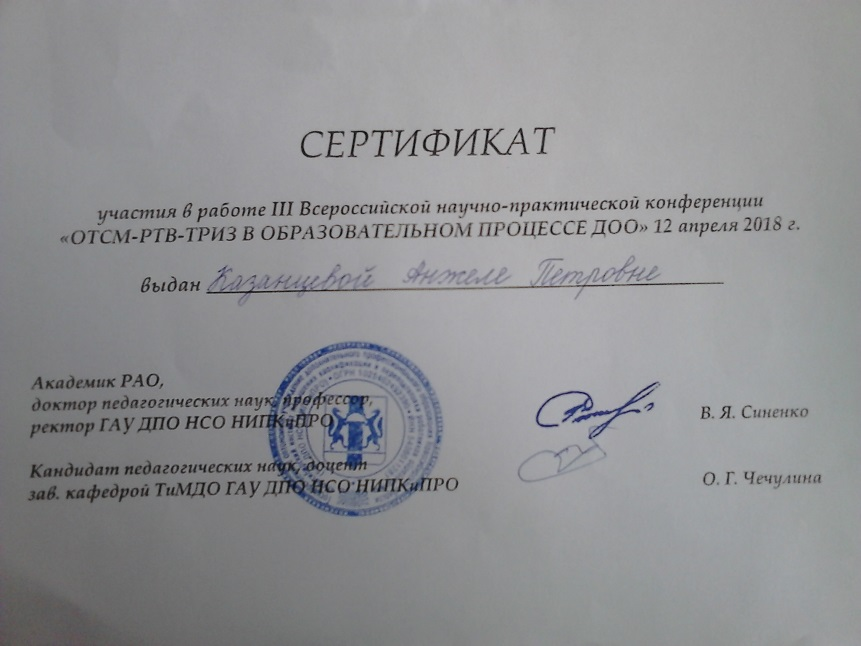 СЕРТИФИКАТ
участия в работе III Всероссийской научно-практической конференции
«ОТСМ-РТВ-ТРИЗ В ОБРАЗОВАТЕЛЬНОМ ПРОЦЕССЕ ДОО» 12 апреля 2018 г.
выдан Казанцевой Анжеле Петровне
Академик РАО,
доктор педагогических наук, профессор,
ректор ГАУ ДПО НСО НИПКиПРО
В. Я. Синенко
Кандидат педагогических наук, доцент
зав. кафедрой ТиМДО ГАУ ДПО НСО НИПКиПРО
О. Г. Чечулина